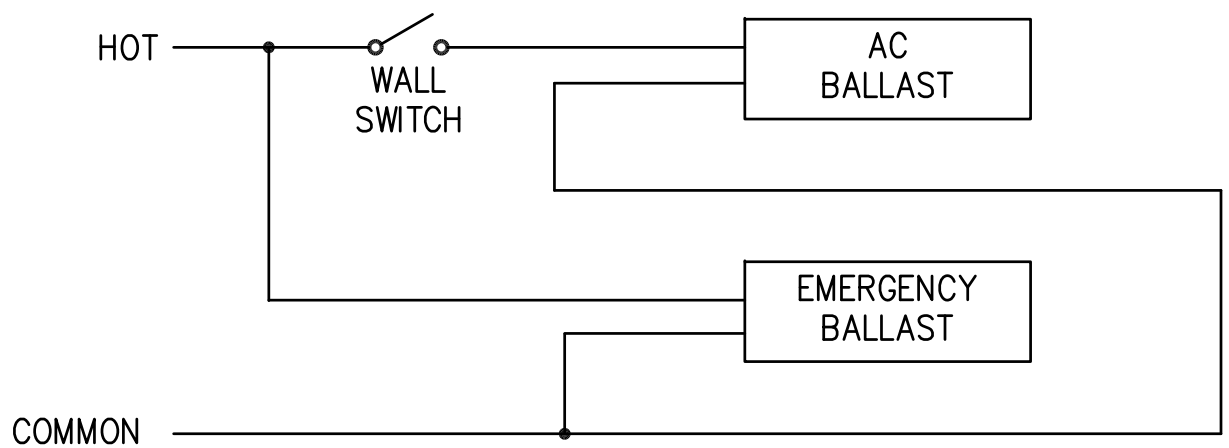 HOT
WALL
SWITCH
AC
BALLAST
EMERGENCY
BALLAST
COMMON